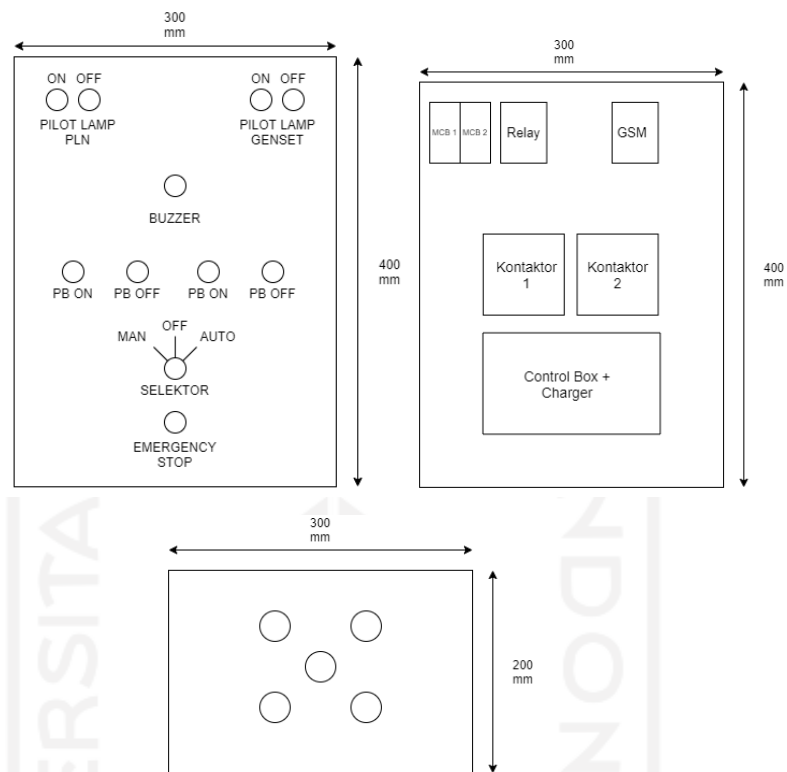 300
mm
ON OFF
PILOT LAMP
PLN
ON OFF
PILOT LAMP
GENSET
BUZZER
PB ON
PB OFF
PB ON
PB OFF
MAN
OFF
AUTO
SELEKTOR
EMERGENCY
STOP
400
mm
300
mm
MCB 1
MCB 2
Relay
GSM
Kontaktor
1
Kontaktor
2
Control Box +
Charger
400
mm
300
mm
200
mm
ERSITA
NDON